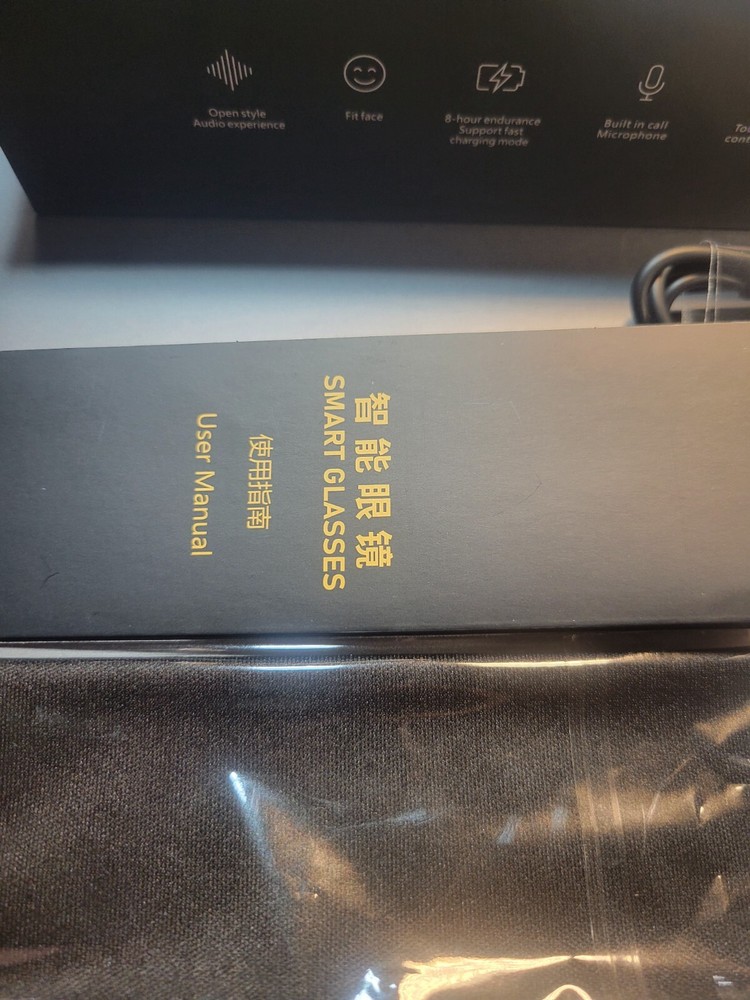 Open style
Audio experience
Fit face
8-hour endurance
Support fast
charging mode
Built in call
Microphone
智能眼镜
SMART GLASSES
使用指南
User Manual